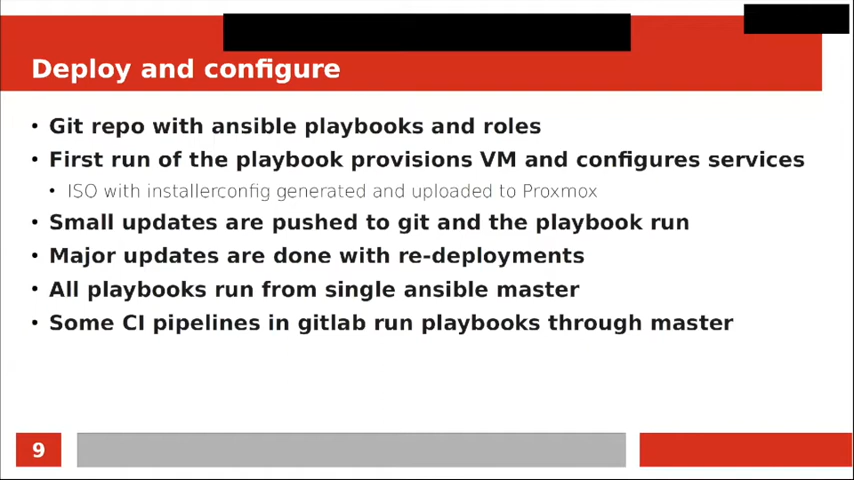 Deploy and configure
• Git repo with ansible playbooks and roles
• First run of the playbook provisions VM and configures services
• ISO with installerconfig generated and uploaded to Proxmox
• Small updates are pushed to git and the playbook run
• Major updates are done with re-deployments
• All playbooks run from single ansible master
• Some CI pipelines in gitlab run playbooks through master
9